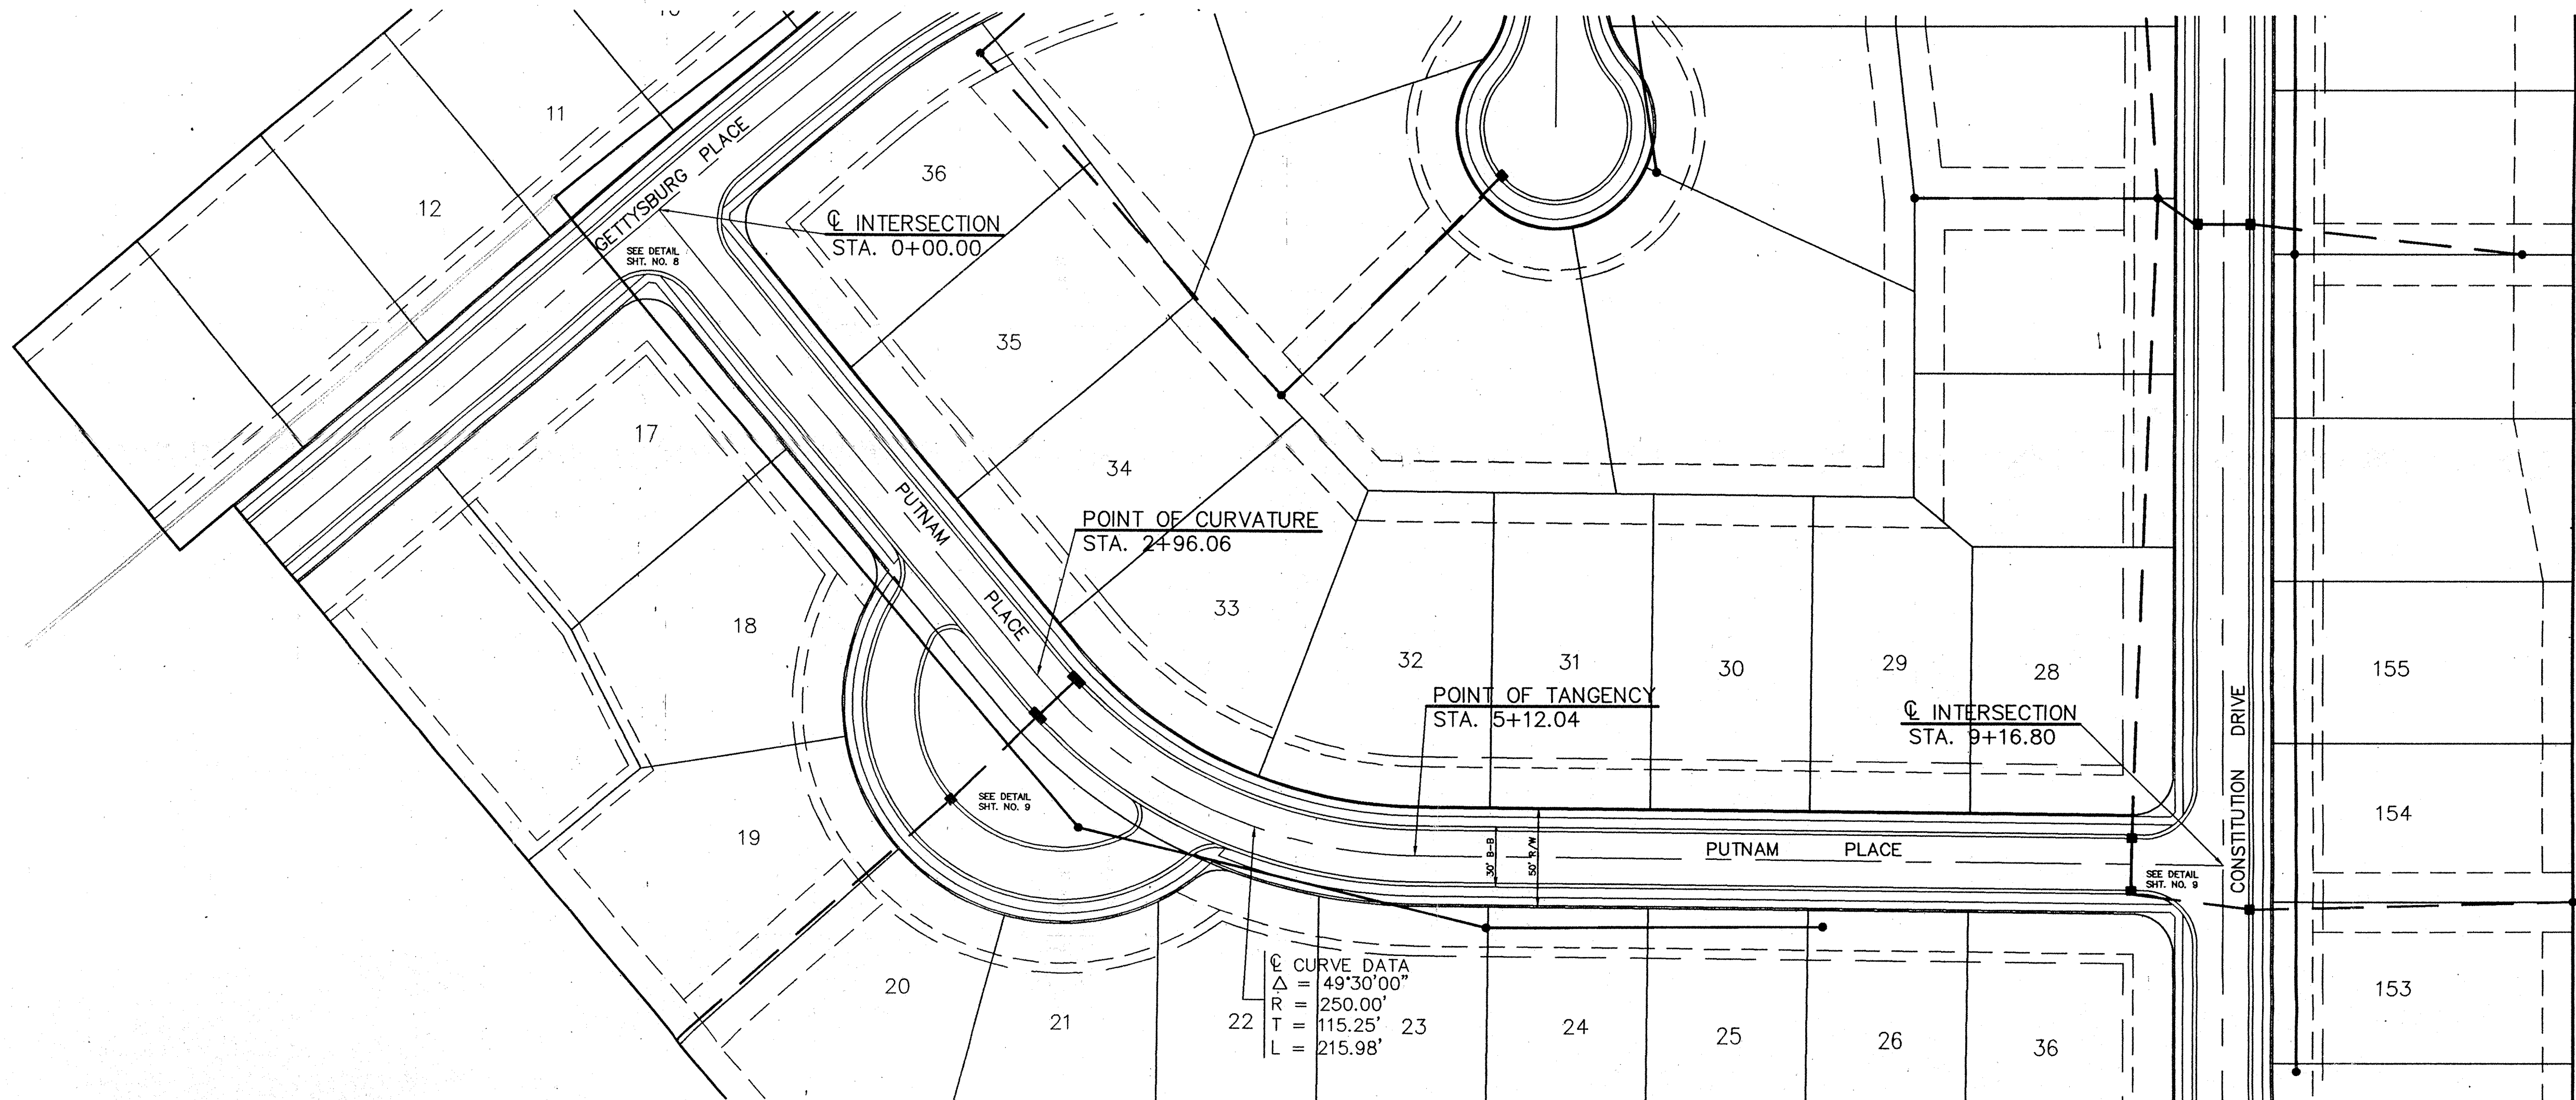 11
12
GETTYSBURG PLACE
SEE DETAIL
SHT. NO. 8
℄ INTERSECTION
STA. 0+00.00
36
35
34
33
17
18
19
20
21
22
PUTNAM PLACE
POINT OF CURVATURE
STA. 2+96.06
SEE DETAIL
SHT. NO. 9
32
31
30
29
28
POINT OF TANGENCY
STA. 5+12.04
℄ INTERSECTION
STA. 9+16.80
30' B-B
50' R/W
PUTNAM PLACE
SEE DETAIL
SHT. NO. 9
CONSTITUTION DRIVE
℄ CURVE DATA
Δ = 49°30'00"
R = 250.00'
T = 115.25'
L = 215.98'
23
24
25
26
36
155
154
153